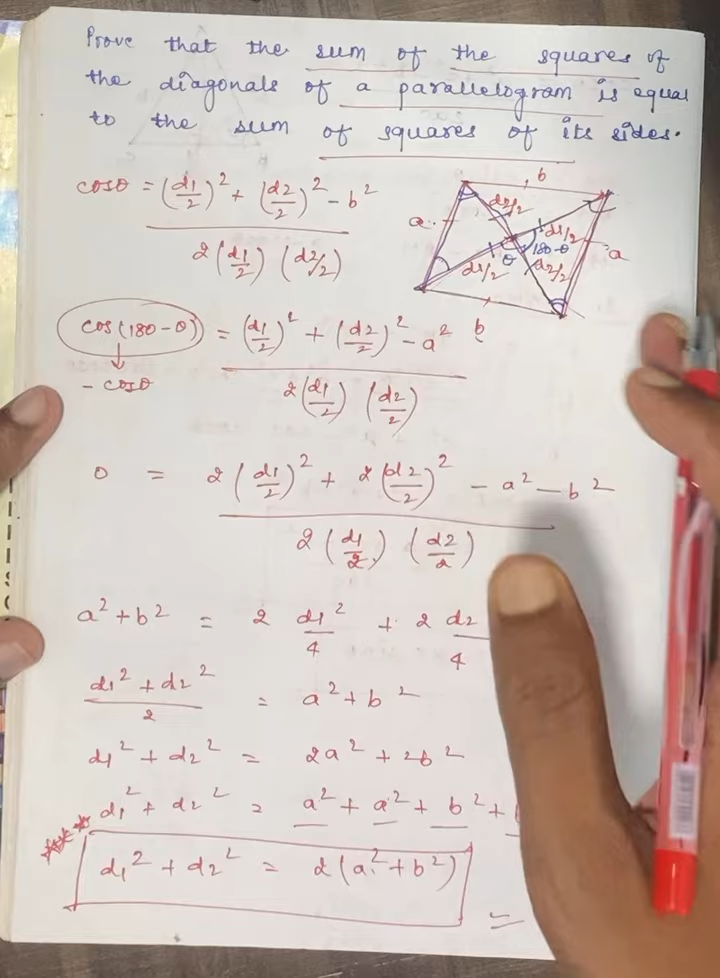 Prove that the sum of the squares of
the diagonals of a parallelogram is equal
to the sum of squares of its sides.
cosθ = (d1/2)² + (d2/2)² - b²
2(d1/2) (d2/2)
b
a
d2/2
d1/2
a
θ
180-θ
d1/2
d2/2
b
cos(180-θ) = (d1/2)² + (d2/2)² - a²
2(d1/2) (d2/2)
- cosθ
0 = 2(d1/2)² + 2(d2/2)² - a² - b²
2(d1/2) (d2/2)
a² + b² = 2 d1²/4 + 2 d2/4
d1² + d2²/2 = a² + b²
d1² + d2² = 2a² + 2b²
d1² + d2² = a² + a² + b² +
d1² + d2² = 2(a² + b²)